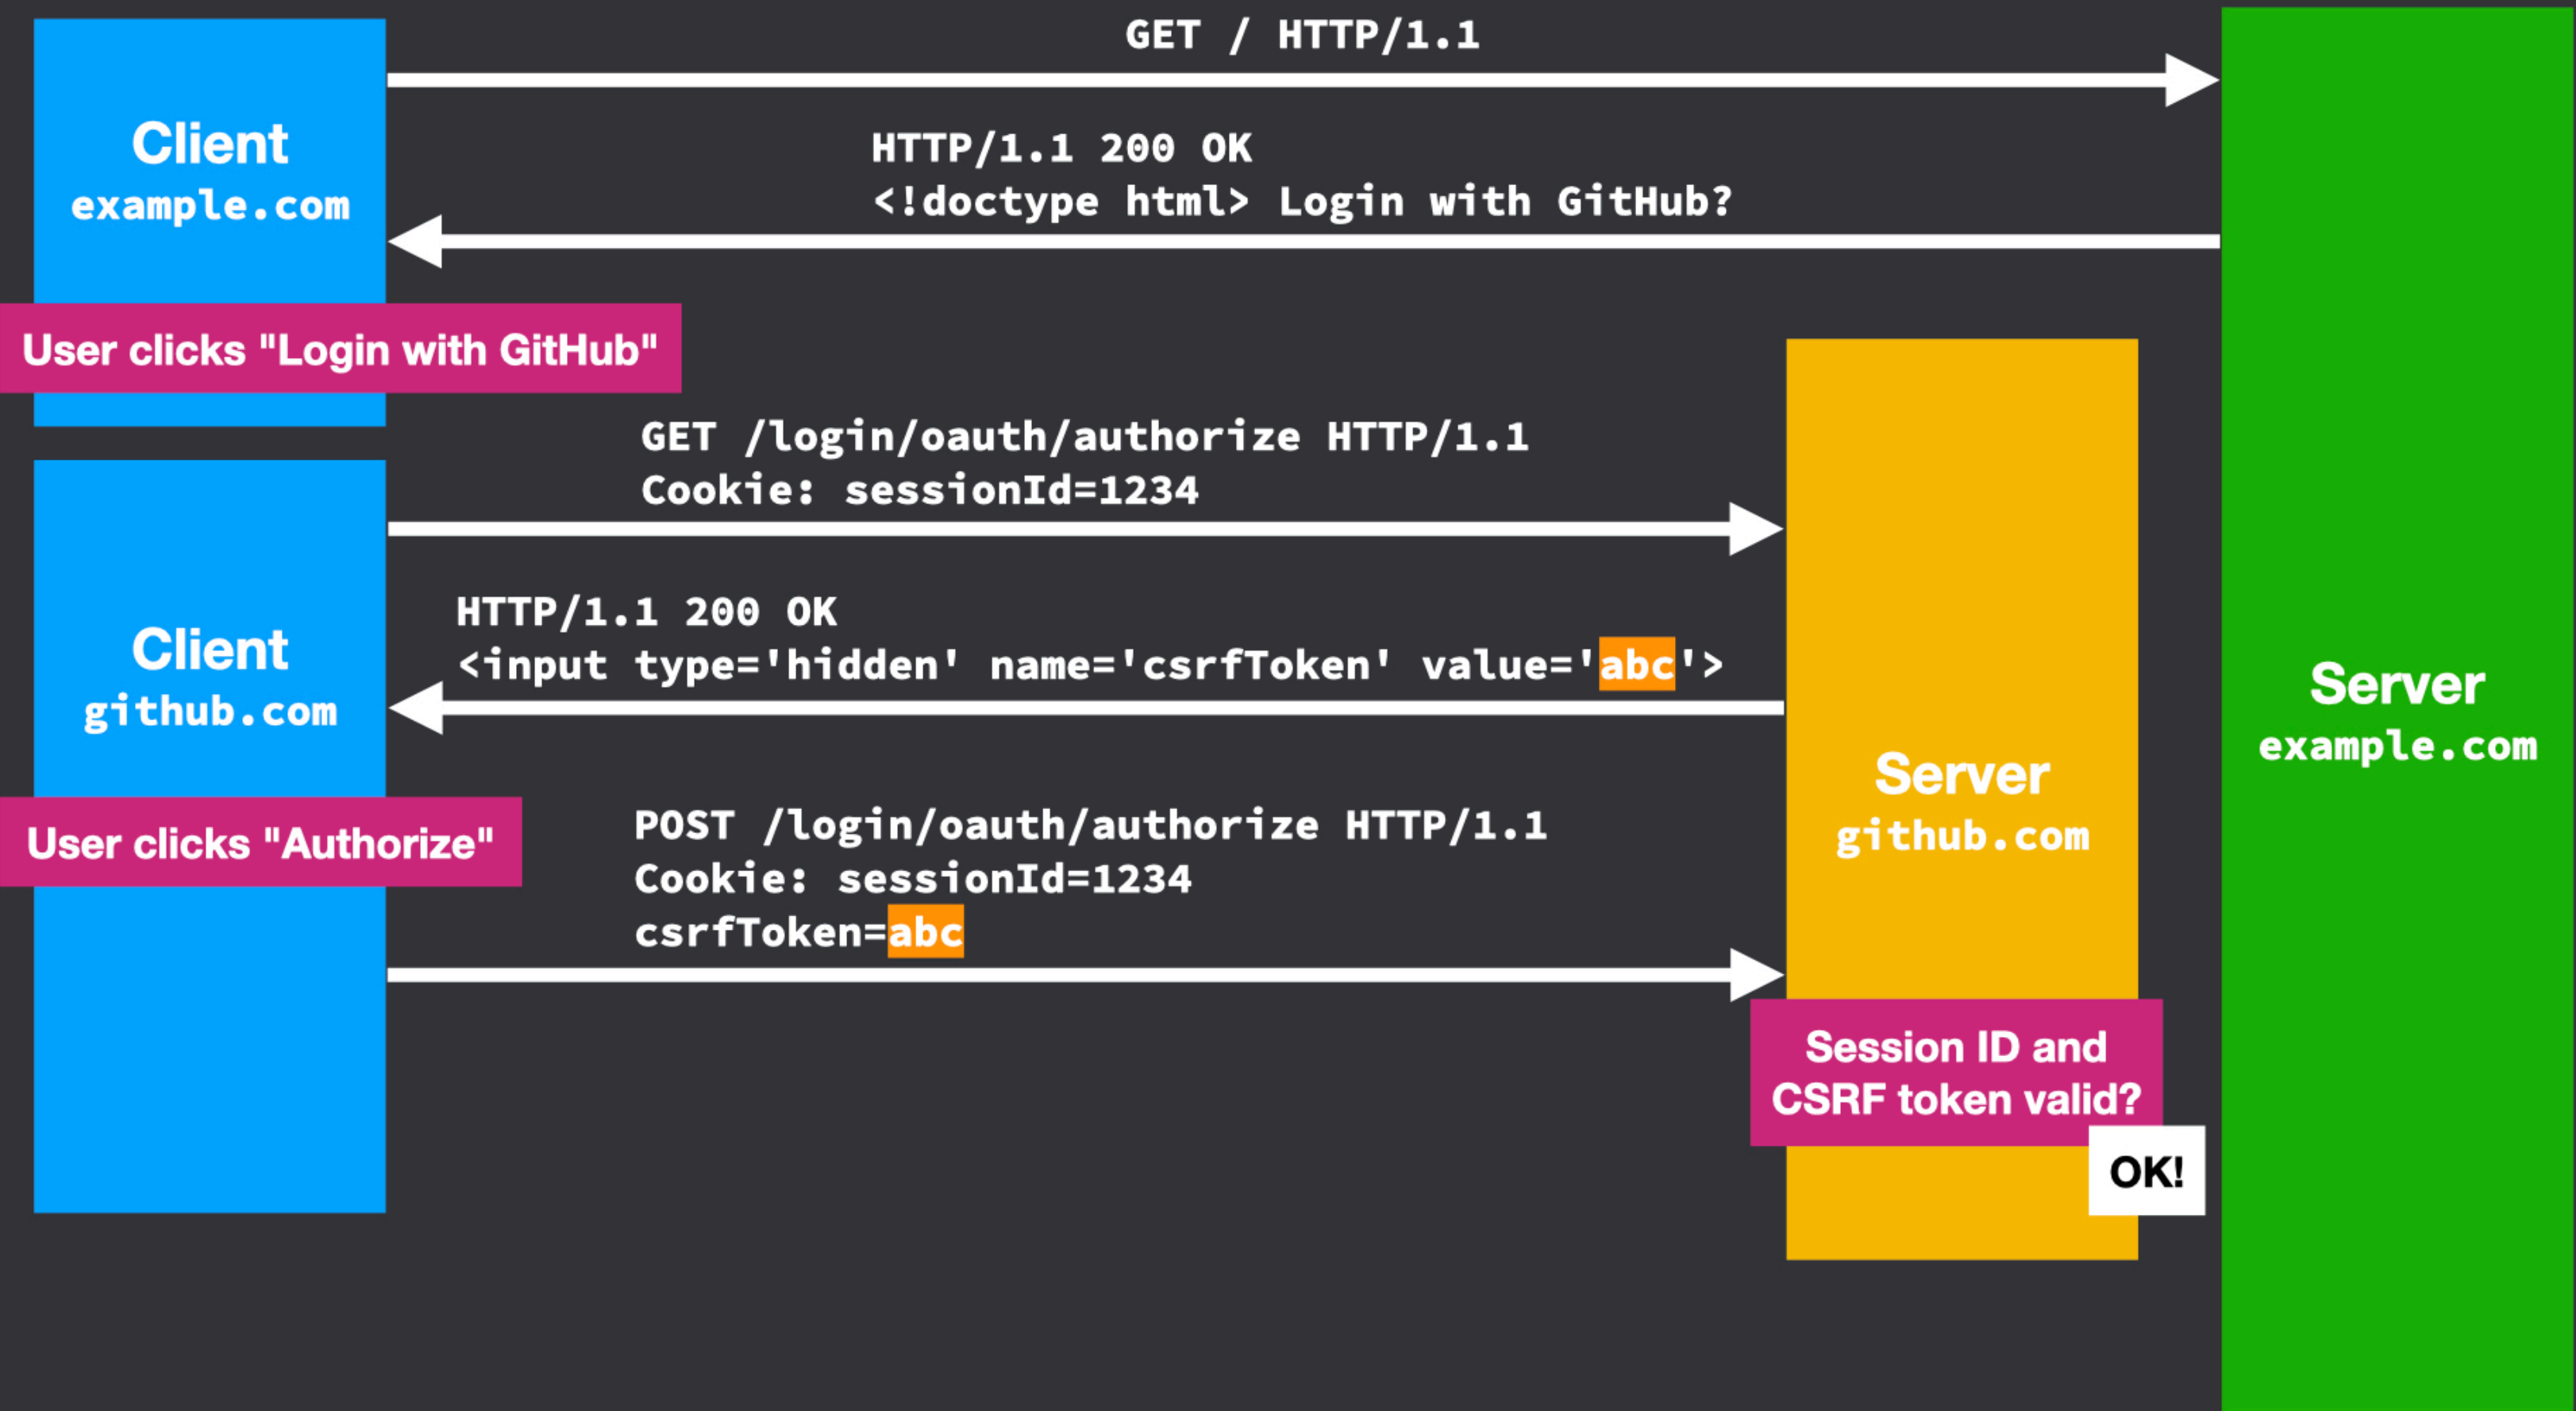 GET / HTTP/1.1
Client
example.com
HTTP/1.1 200 OK
<!doctype html> Login with GitHub?
User clicks "Login with GitHub"
GET /login/oauth/authorize HTTP/1.1
Cookie: sessionId=1234
Client
github.com
HTTP/1.1 200 OK
<input type='hidden' name='csrfToken' value='abc'>
Server
example.com
Server
github.com
User clicks "Authorize"
POST /login/oauth/authorize HTTP/1.1
Cookie: sessionId=1234
csrfToken=abc
Session ID and
CSRF token valid?
OK!